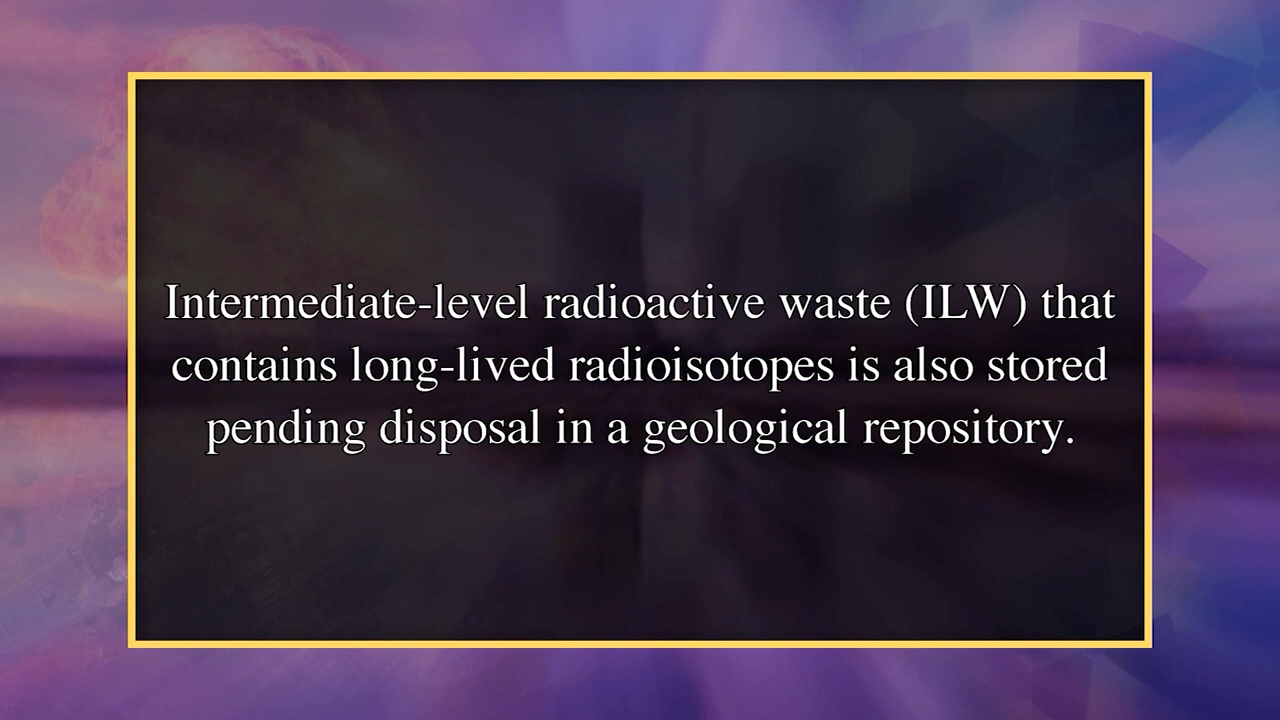 Intermediate-level radioactive waste (ILW) that
contains long-lived radioisotopes is also stored
pending disposal in a geological repository.